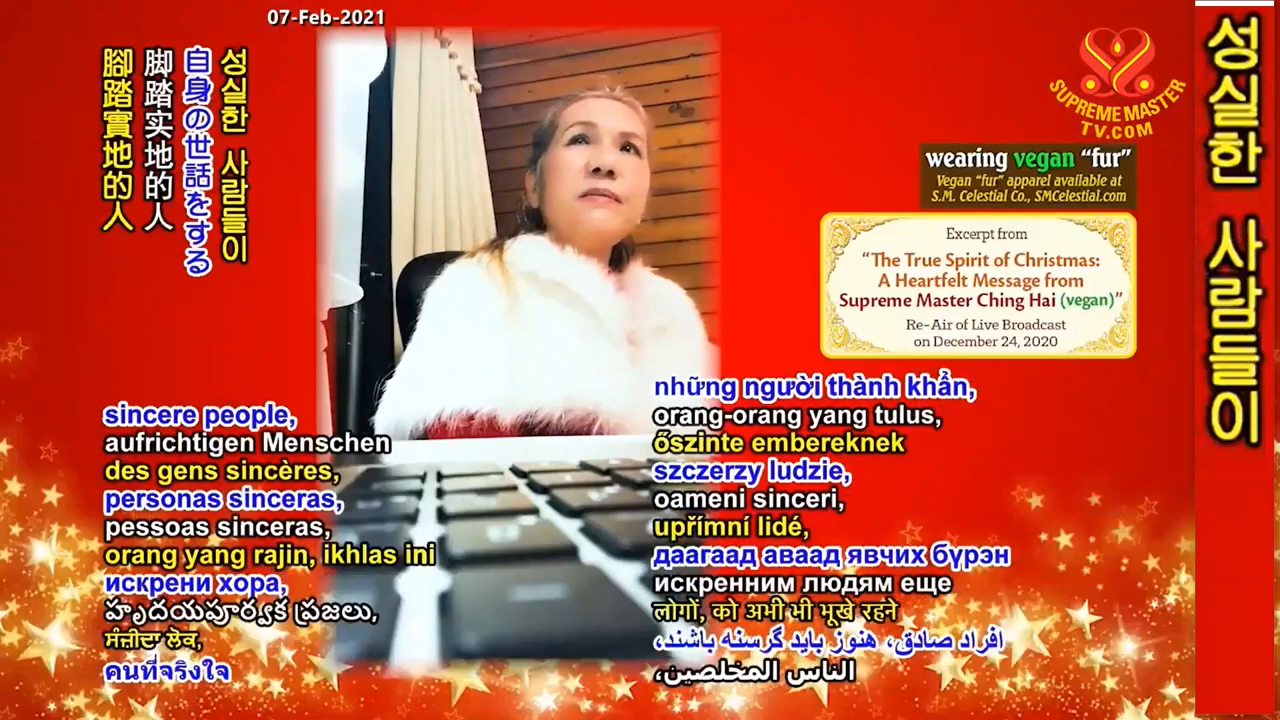 07-Feb-2021
성실한 사람들이
自身の世話をする
脚踏实地的人
腳踏實地的人
SUPREME MASTER
TV.COM
wearing vegan “fur”
Vegan “fur” apparel available at
S.M. Celestial Co., SMCelestial.com
Excerpt from
“The True Spirit of Christmas:
A Heartfelt Message from
Supreme Master Ching Hai (vegan)”
Re-Air of Live Broadcast
on December 24, 2020
sincere people,
aufrichtigen Menschen
des gens sincères,
personas sinceras,
pessoas sinceras,
orang yang rajin, ikhlas ini
искрени хора,
హృదయపూర్వక ప్రజలు,
ਸੰਜ਼ੀਦਾ ਲੋਕ,
คนที่จริงใจ
những người thành khẩn,
orang-orang yang tulus,
őszinte embereknek
szczerzy ludzie,
oameni sinceri,
upřímní lidé,
даагаад аваад явчих бүрэн
искренним людям еще
लोगों, को अभी भी भूखे रहने
افراد صادق، هنوز باید گرسنه باشند،
الناس المخلصين،
성실한 사람들이